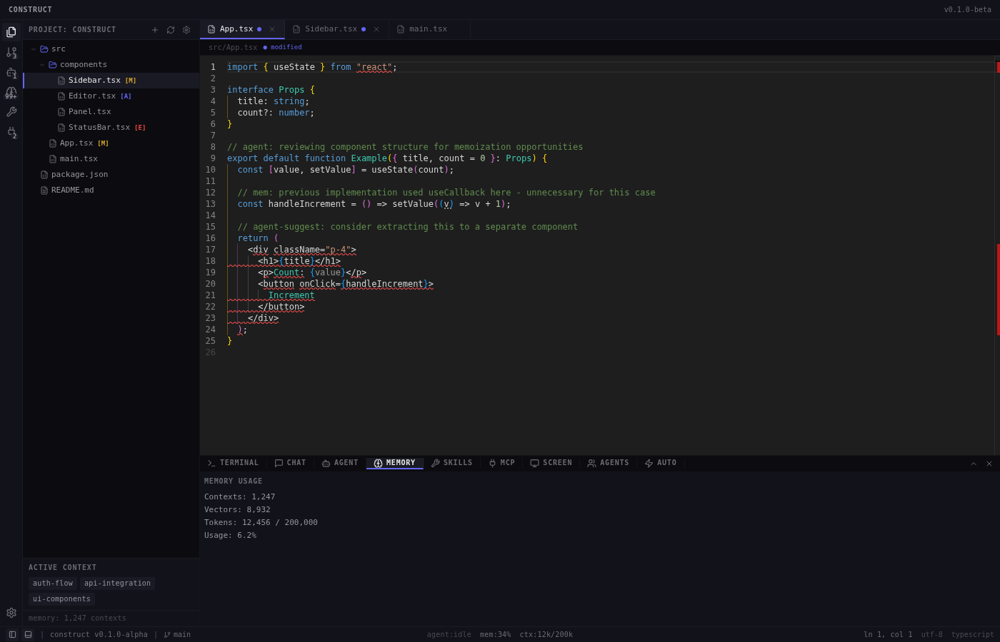 CONSTRUCT
v0.1.0-beta
PROJECT: CONSTRUCT
src
components
Sidebar.tsx [M]
Editor.tsx [A]
Panel.tsx
StatusBar.tsx [E]
App.tsx [M]
main.tsx
package.json
README.md
3
1
99+
2
ACTIVE CONTEXT
auth-flow api-integration
ui-components
memory: 1,247 contexts
App.tsx Sidebar.tsx main.tsx
src/App.tsx ● modified
1 import { useState } from "react";
2
3 interface Props {
4 title: string;
5 count?: number;
6 }
7
8 // agent: reviewing component structure for memoization opportunities
9 export default function Example({ title, count = 0 }: Props) {
10 const [value, setValue] = useState(count);
11
12 // mem: previous implementation used useCallback here - unnecessary for this case
13 const handleIncrement = () => setValue((v) => v + 1);
14
15 // agent-suggest: consider extracting this to a separate component
16 return (
17 <div className="p-4">
18 <h1>{title}</h1>
19 <p>Count: {value}</p>
20 <button onClick={handleIncrement}>
21 Increment
22 </button>
23 </div>
24 );
25 }
26
TERMINAL CHAT AGENT MEMORY SKILLS MCP SCREEN AGENTS AUTO
MEMORY USAGE
Contexts: 1,247
Vectors: 8,932
Tokens: 12,456 / 200,000
Usage: 6.2%
| construct v0.1.0-alpha | main
agent:idle mem:34% ctx:12k/200k
ln 1, col 1 utf-8 typescript